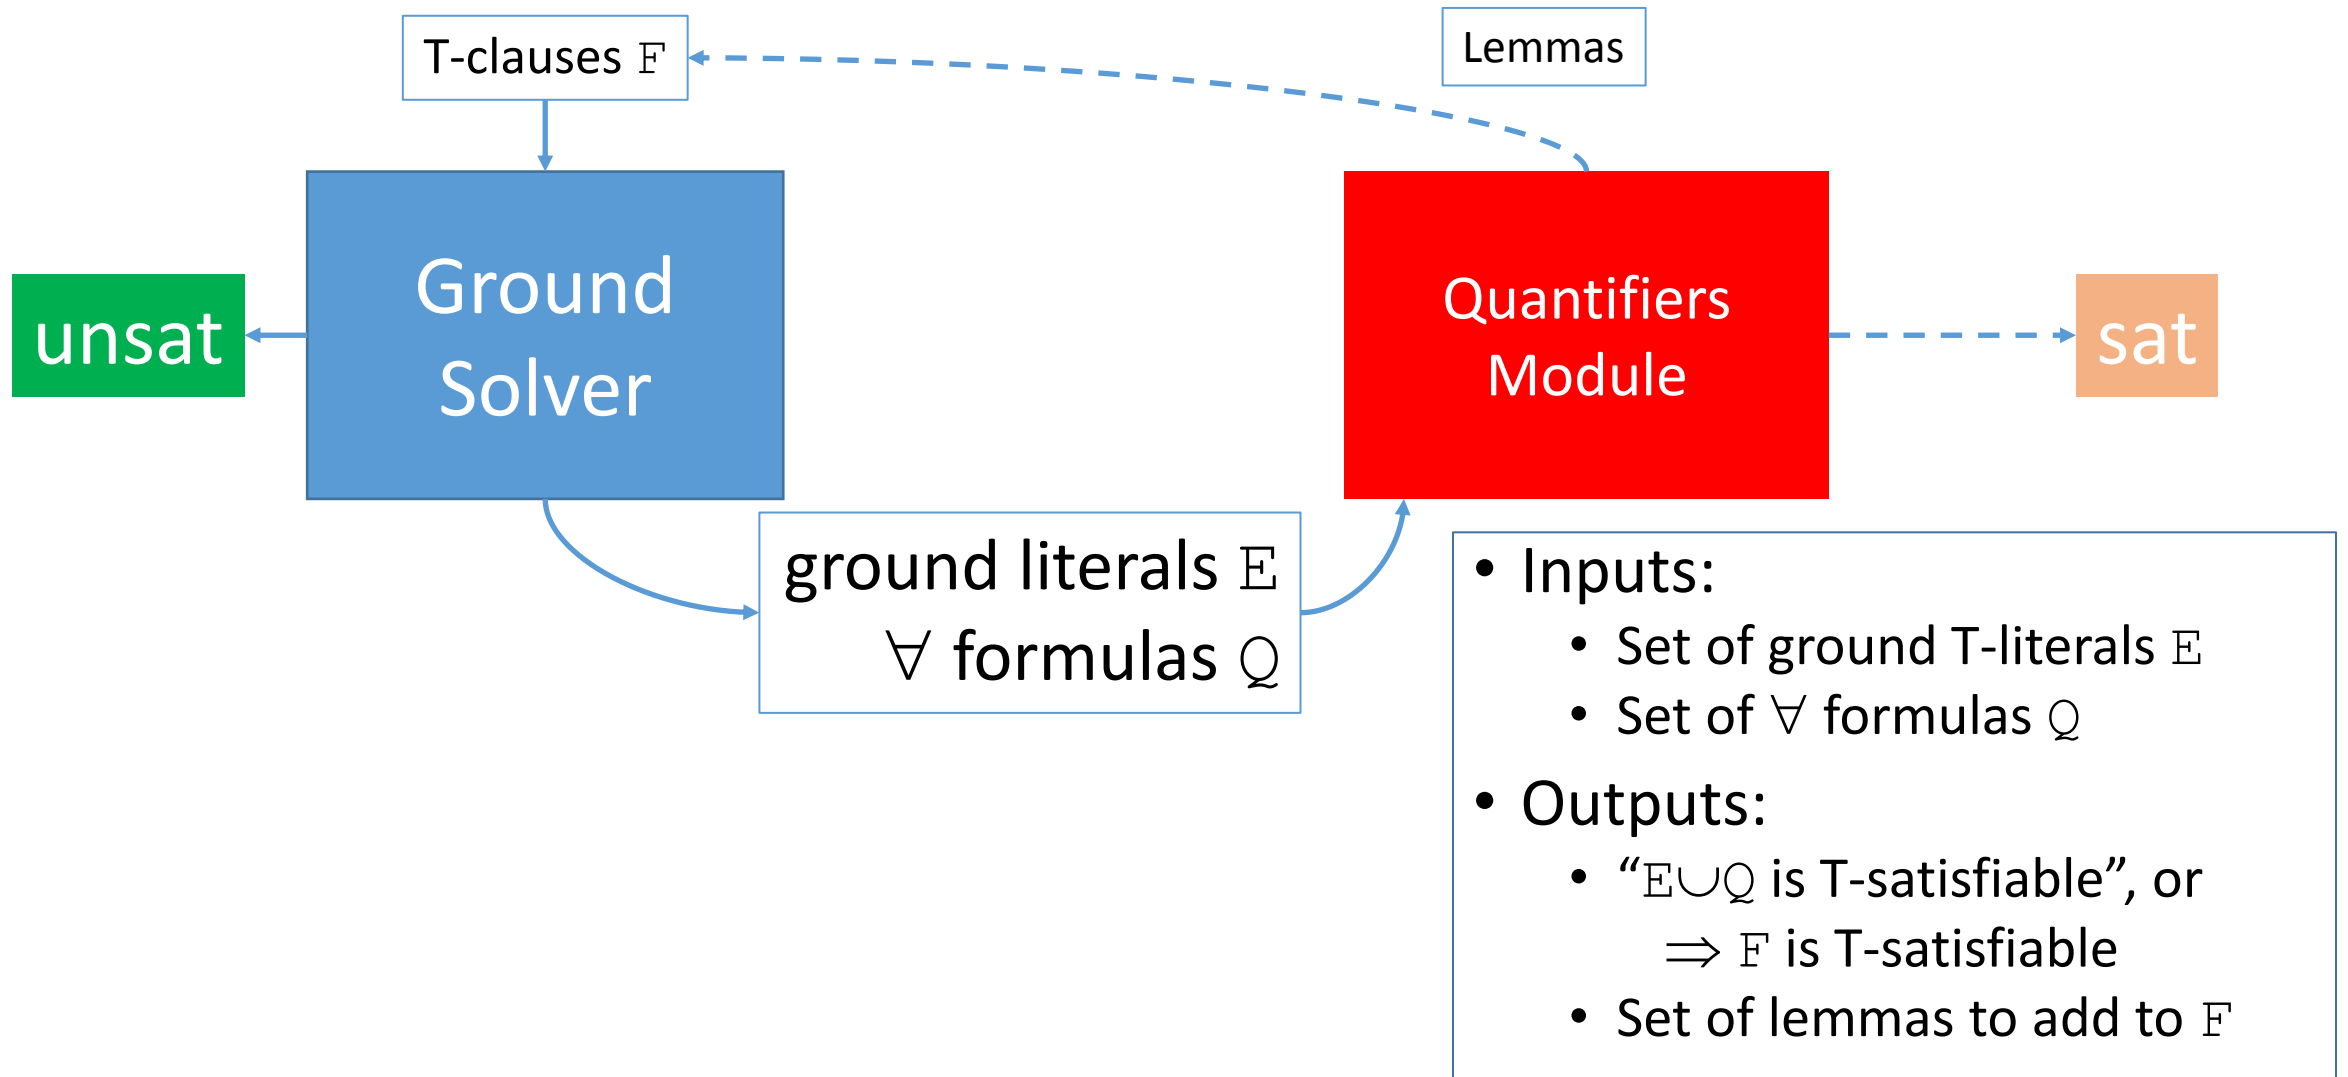 T-clauses F
Lemmas
Ground
Solver
unsat
Quantifiers
Module
sat
ground literals E
∀ formulas Q
• Inputs:
• Set of ground T-literals E
• Set of ∀ formulas Q
• Outputs:
• “E∪Q is T-satisfiable”, or
⇒ F is T-satisfiable
• Set of lemmas to add to F